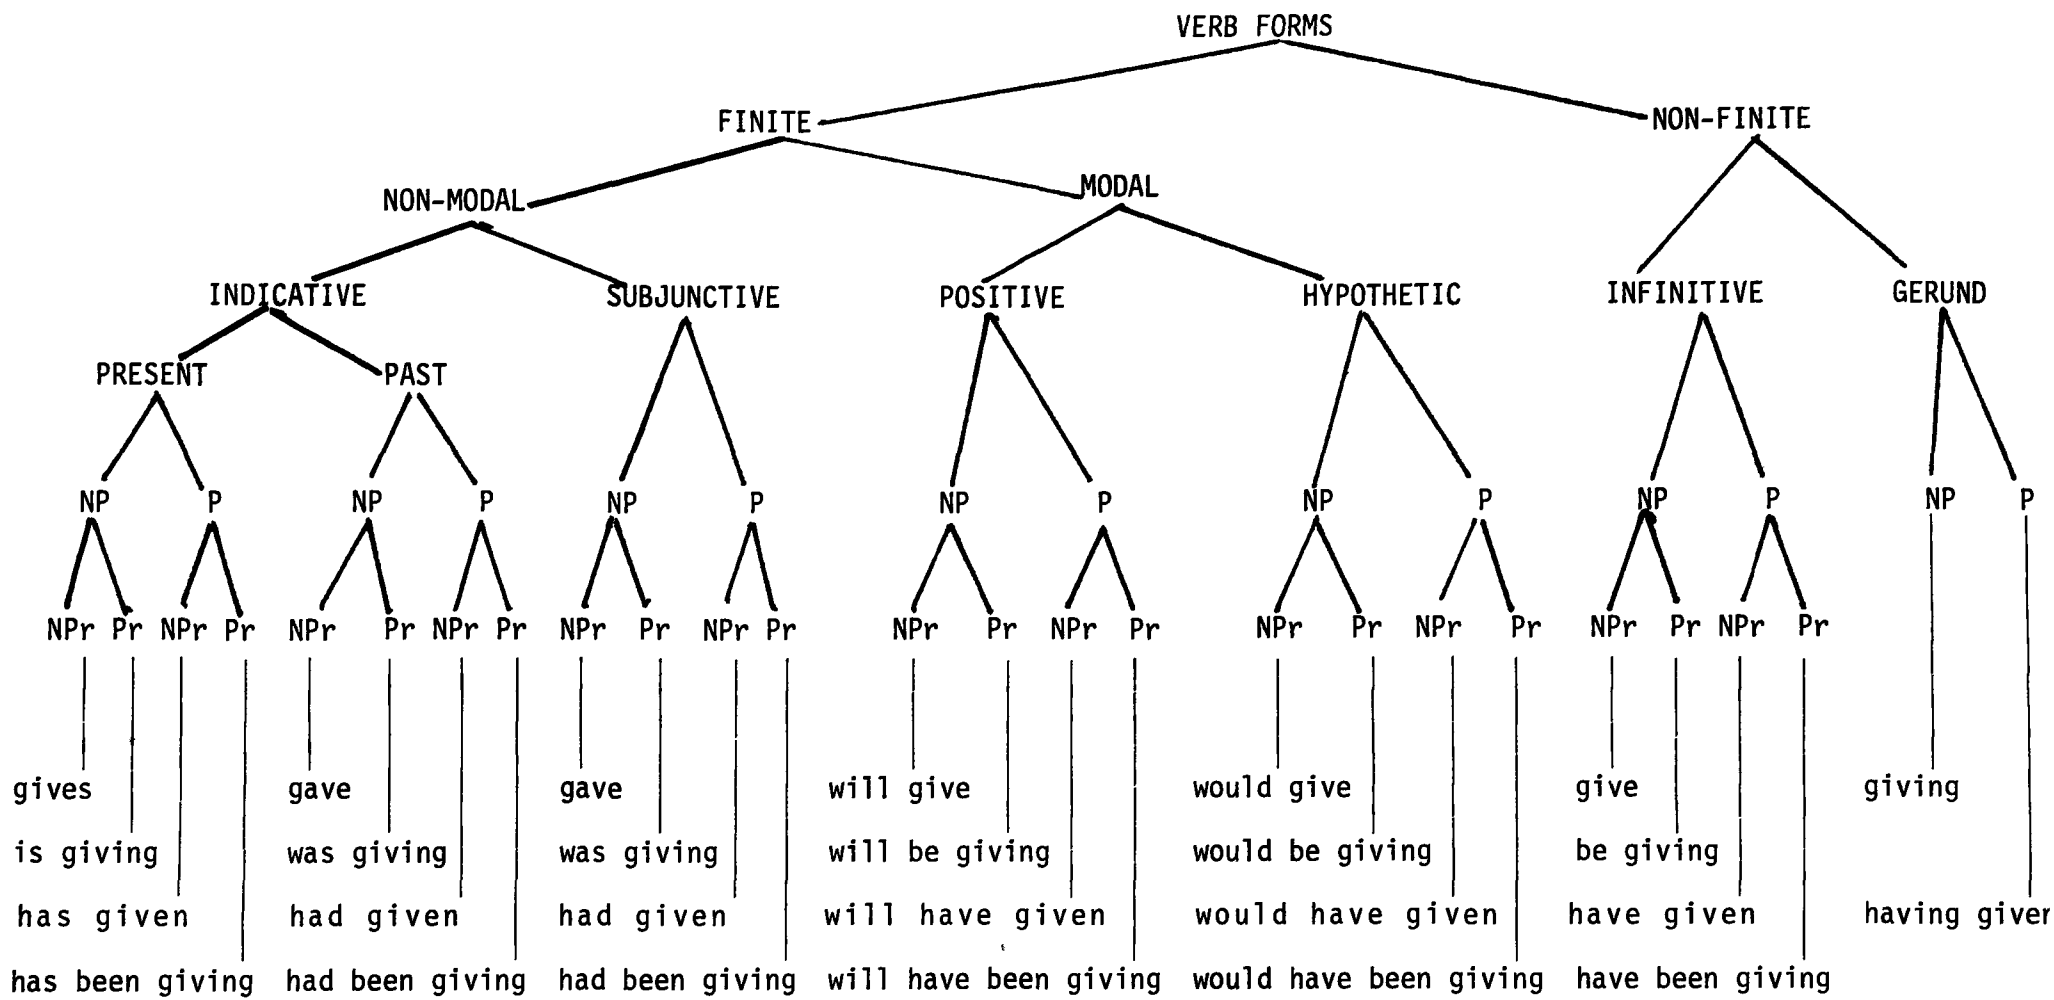 VERB FORMS
FINITE NON-FINITE
NON-MODAL MODAL
INDICATIVE SUBJUNCTIVE POSITIVE HYPOTHETIC INFINITIVE GERUND
PRESENT PAST
NP P NP P NP P NP P NP P NP P NP P
NPr Pr NPr Pr NPr Pr NPr Pr NPr Pr NPr Pr NPr Pr NPr Pr NPr Pr NPr Pr NPr Pr NPr Pr
gives gave gave will give would give give giving
is giving was giving was giving will be giving would be giving be giving
has given had given had given will have given would have given have given having given
has been giving had been giving had been giving will have been giving would have been giving have been giving